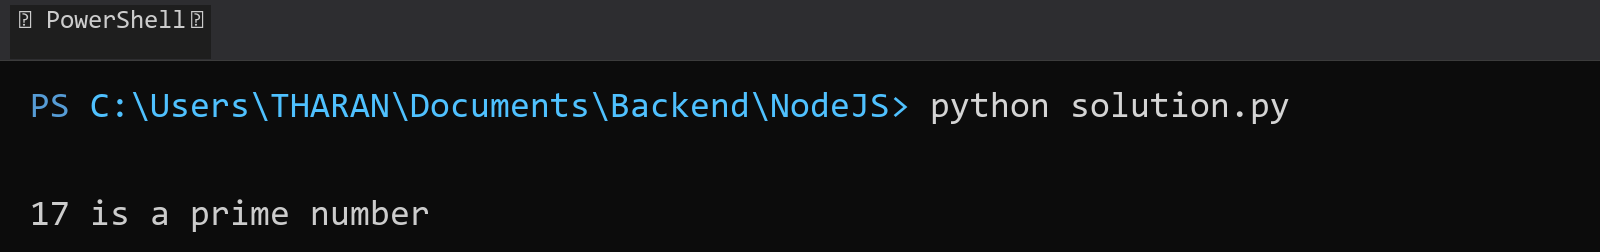 PowerShell
PS C:\Users\THARAN\Documents\Backend\NodeJS> python solution.py
17 is a prime number